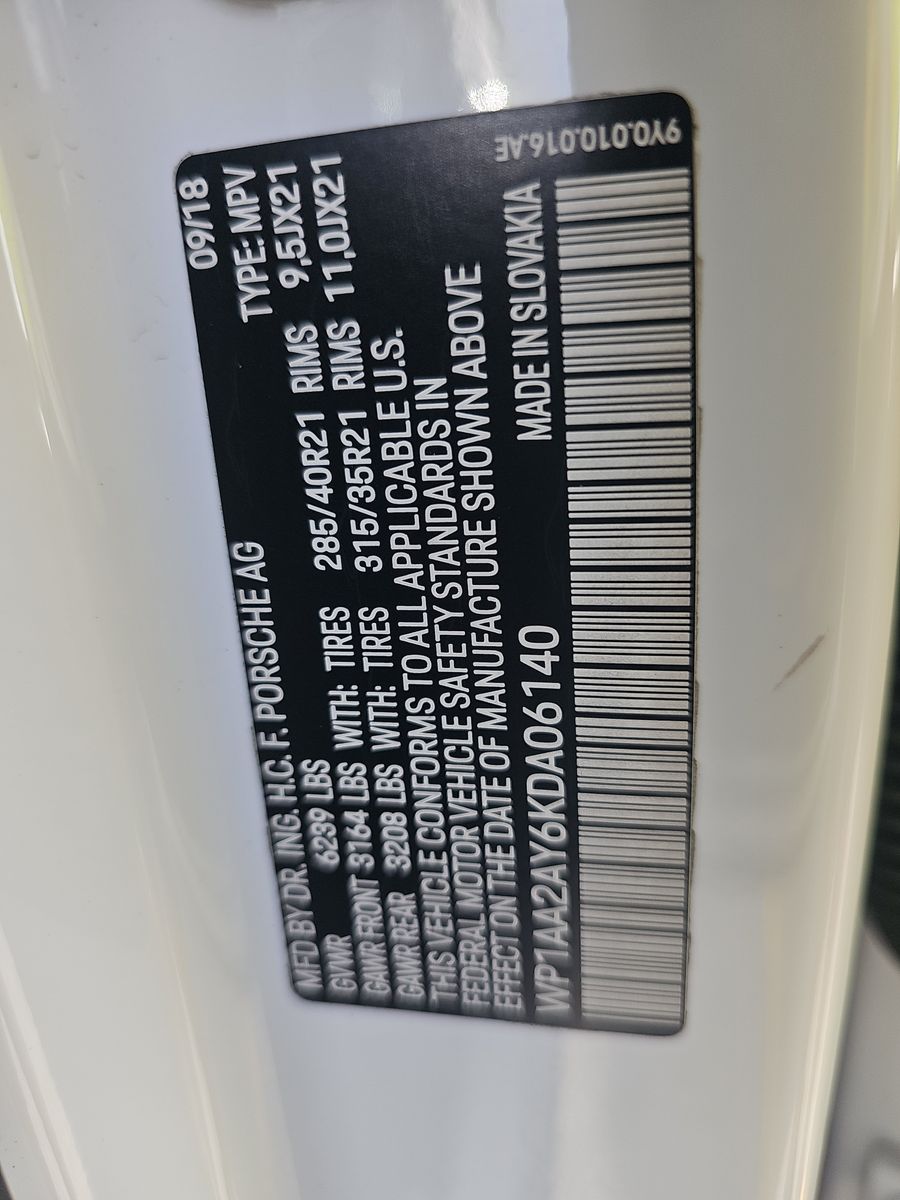 MFD BY DR. ING. H.C. F. PORSCHE AG 09/18
GVWR 6239 LBS TYPE: MPV
GAWR FRONT 3164 LBS WITH: TIRES 285/40R21 RIMS 9,5JX21
GAWR REAR 3208 LBS WITH: TIRES 315/35R21 RIMS 11,0JX21
THIS VEHICLE CONFORMS TO ALL APPLICABLE U.S.
FEDERAL MOTOR VEHICLE SAFETY STANDARDS IN
EFFECT ON THE DATE OF MANUFACTURE SHOWN ABOVE
WP1AA2AY6KDA06140 MADE IN SLOVAKIA
9Y0.010.016.AE